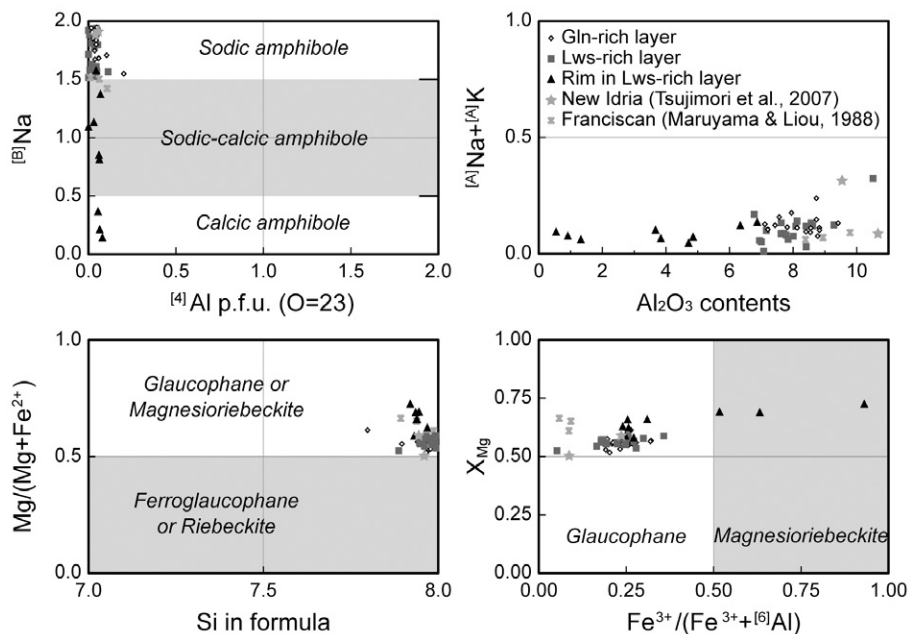 2.0
1.5
1.0
0.5
0.0
[B]Na
Sodic amphibole
Sodic-calcic amphibole
Calcic amphibole
0.0 0.5 1.0 1.5 2.0
[4]Al p.f.u. (O=23)
1.0
0.5
0.0
[A]Na+[A]K
Gln-rich layer
Lws-rich layer
Rim in Lws-rich layer
New Idria (Tsujimori et al., 2007)
Franciscan (Maruyama & Liou, 1988)
0 2 4 6 8 10
Al₂O₃ contents
1.0
0.5
0.0
Mg/(Mg+Fe²⁺)
Glaucophane or
Magnesioriebeckite
Ferroglaucophane
or Riebeckite
7.0 7.5 8.0
Si in formula
1.00
0.75
0.50
0.25
0.00
X Mg
Glaucophane Magnesioriebeckite
0.00 0.25 0.50 0.75 1.00
Fe³⁺/(Fe³⁺+[6]Al)